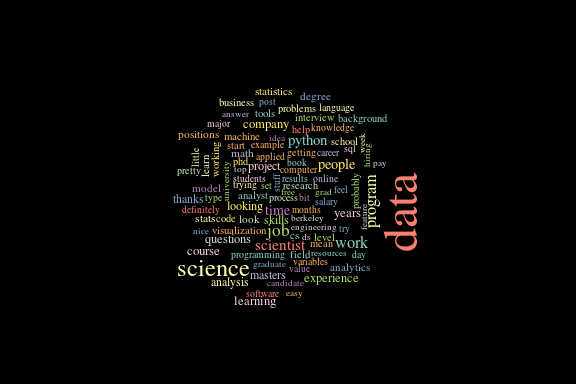 statistics
degree
business post
problems language
answer tools
interview background
major company
help knowledge
positions machine idea
python school week
start example
sql hiring
little learn working math applied getting career
pretty phd top project book computer people pay
university students stuff results online
model trying set research
type analyst process free bit grad feel
thanks looking salary probably program data
definitely time months
stats code look skills berkeley years feature
nice visualization job engineering try
questions cs ds level
course scientist mean work
programming field resources day
science graduate variables
masters value analytics
analysis candidate experience
software easy
learning